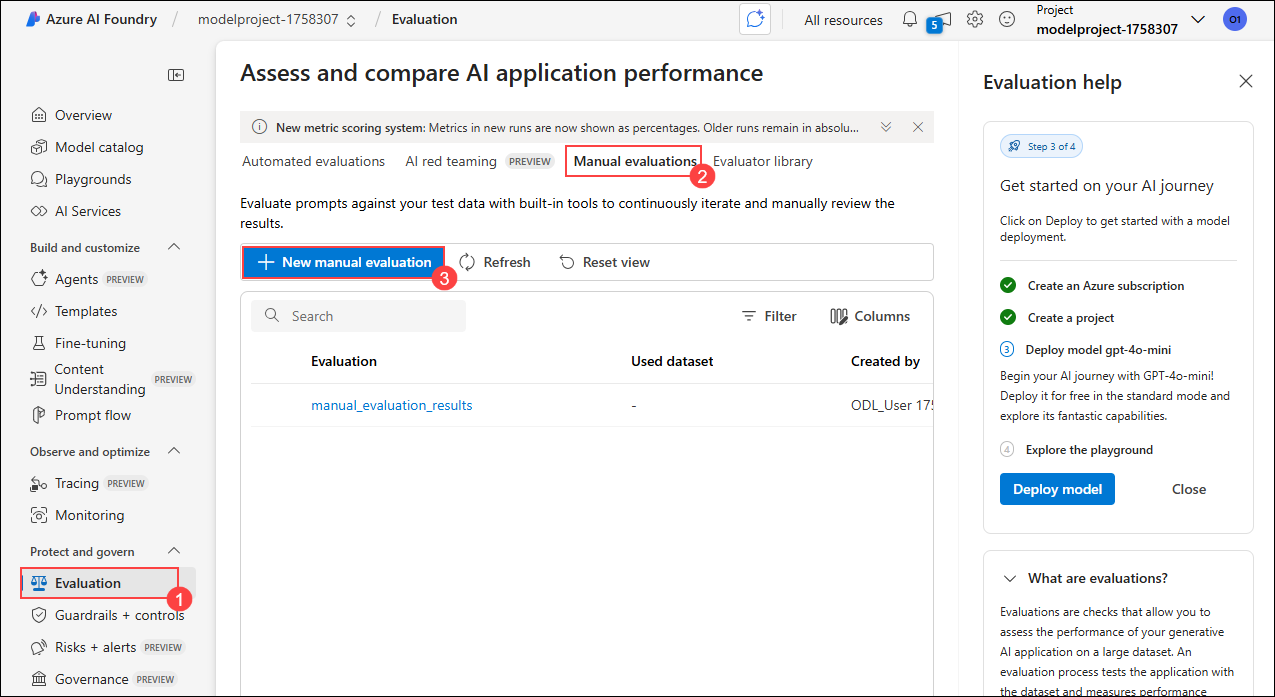 Azure AI Foundry / modelproject-1758307 / Evaluation
All resources
5
Project
modelproject-1758307
O1
Overview
Model catalog
Playgrounds
AI Services
Build and customize
Agents PREVIEW
Templates
Fine-tuning
Content
Understanding PREVIEW
Prompt flow
Observe and optimize
Tracing PREVIEW
Monitoring
Protect and govern
Evaluation
1
Guardrails + controls
Risks + alerts PREVIEW
Governance PREVIEW
Assess and compare AI application performance
New metric scoring system: Metrics in new runs are now shown as percentages. Older runs remain in absolu...
Automated evaluations AI red teaming PREVIEW Manual evaluations Evaluator library
2
Evaluate prompts against your test data with built-in tools to continuously iterate and manually review the
results.
+ New manual evaluation Refresh Reset view
3
Search Filter Columns
Evaluation Used dataset Created by
manual_evaluation_results - ODL_User 175
Evaluation help
Step 3 of 4
Get started on your AI journey
Click on Deploy to get started with a model
deployment.
Create an Azure subscription
Create a project
3 Deploy model gpt-4o-mini
Begin your AI journey with GPT-4o-mini!
Deploy it for free in the standard mode and
explore its fantastic capabilities.
4 Explore the playground
Deploy model Close
What are evaluations?
Evaluations are checks that allow you to
assess the performance of your generative
AI application on a large dataset. An
evaluation process tests the application with
the dataset and measures performance